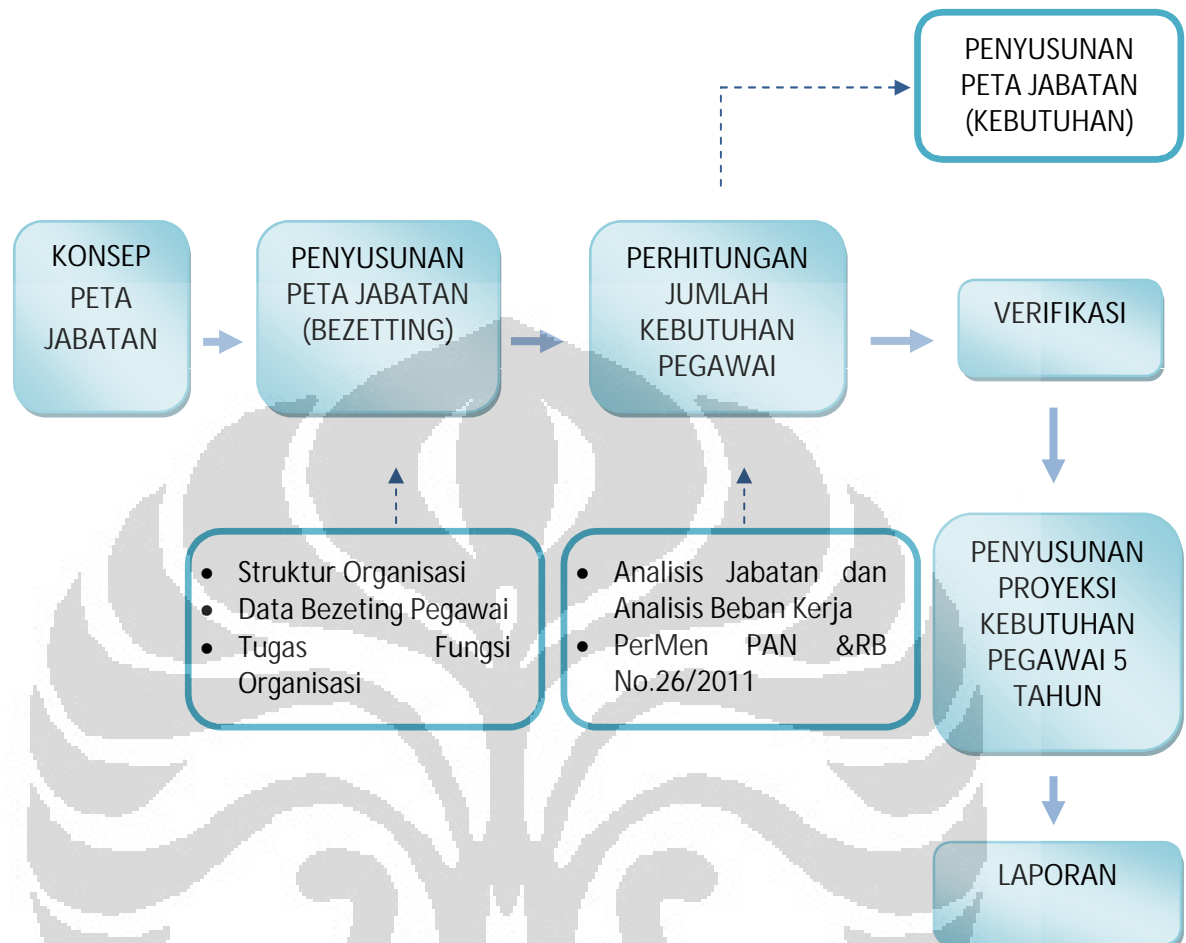 PENYUSUNAN
PETA JABATAN
(KEBUTUHAN)
KONSEP
PETA
JABATAN
PENYUSUNAN
PETA JABATAN
(BEZETTING)
PERHITUNGAN
JUMLAH
KEBUTUHAN
PEGAWAI
VERIFIKASI
• Struktur Organisasi
• Data Bezeting Pegawai
• Tugas Fungsi
Organisasi
• Analisis Jabatan dan
Analisis Beban Kerja
• PerMen PAN &RB
No.26/2011
PENYUSUNAN
PROYEKSI
KEBUTUHAN
PEGAWAI 5
TAHUN
LAPORAN